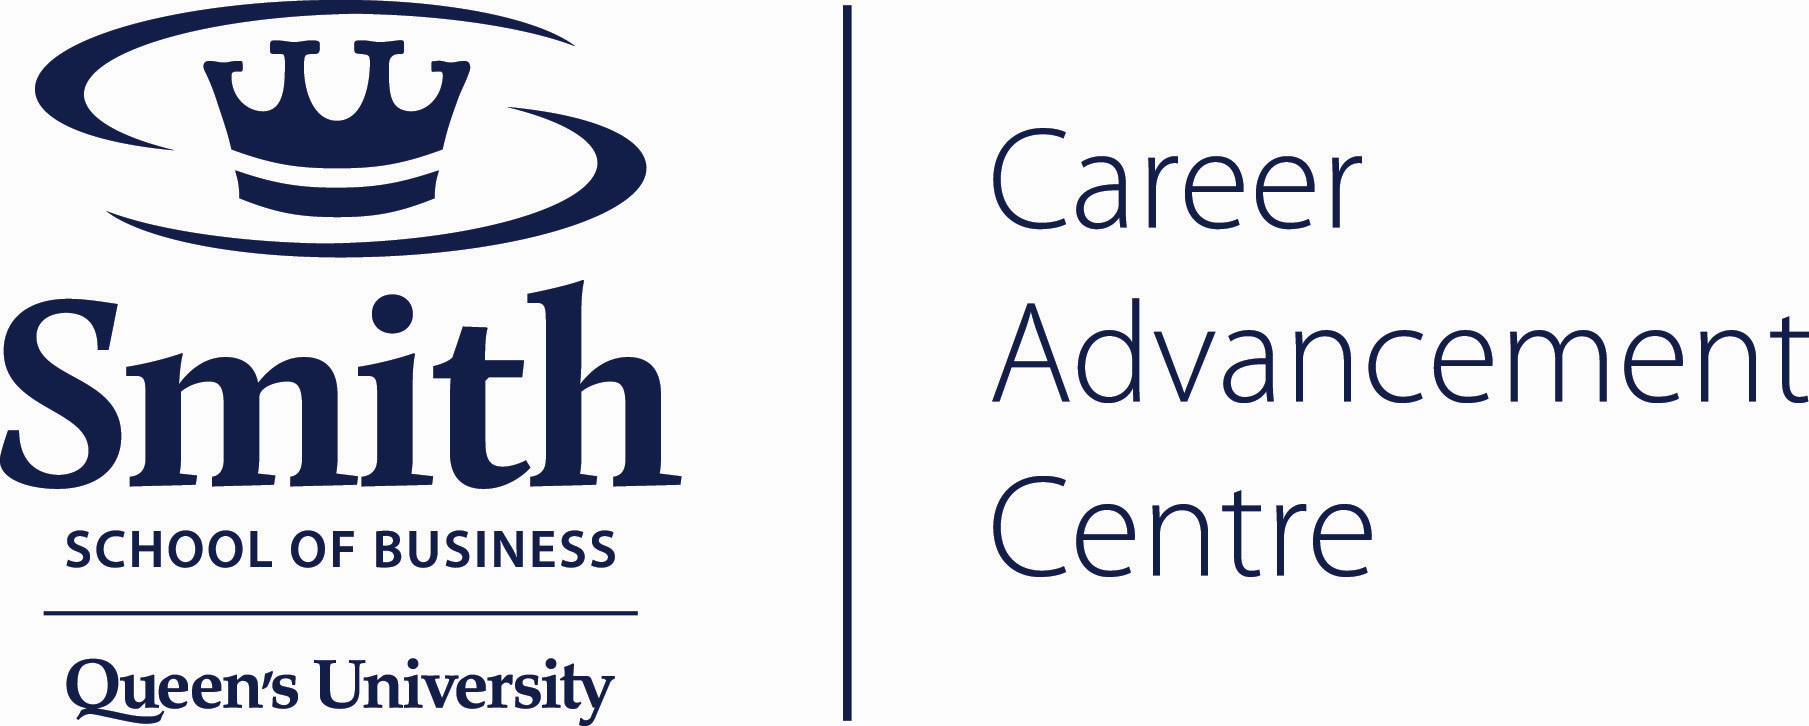 Smith
SCHOOL OF BUSINESS
Queen's University
Career
Advancement
Centre